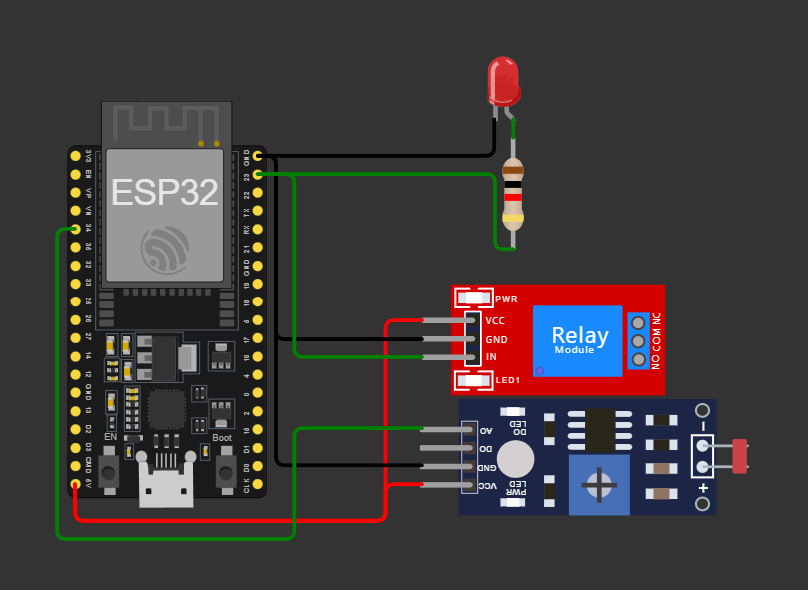 ESP32
3V3
EN
VP
VN
34
35
32
33
25
26
27
14
12
GND
13
D2
D3
CMD
5V
GND
23
22
TX
RX
21
GND
19
18
5
17
16
4
0
2
15
D1
D0
CLK
EN
Boot
PWR
VCC
GND
IN
LED1
Relay
Module
NO COM NC
AO
DO
GND
VCC
DO
LED
PWR
LED
−
+